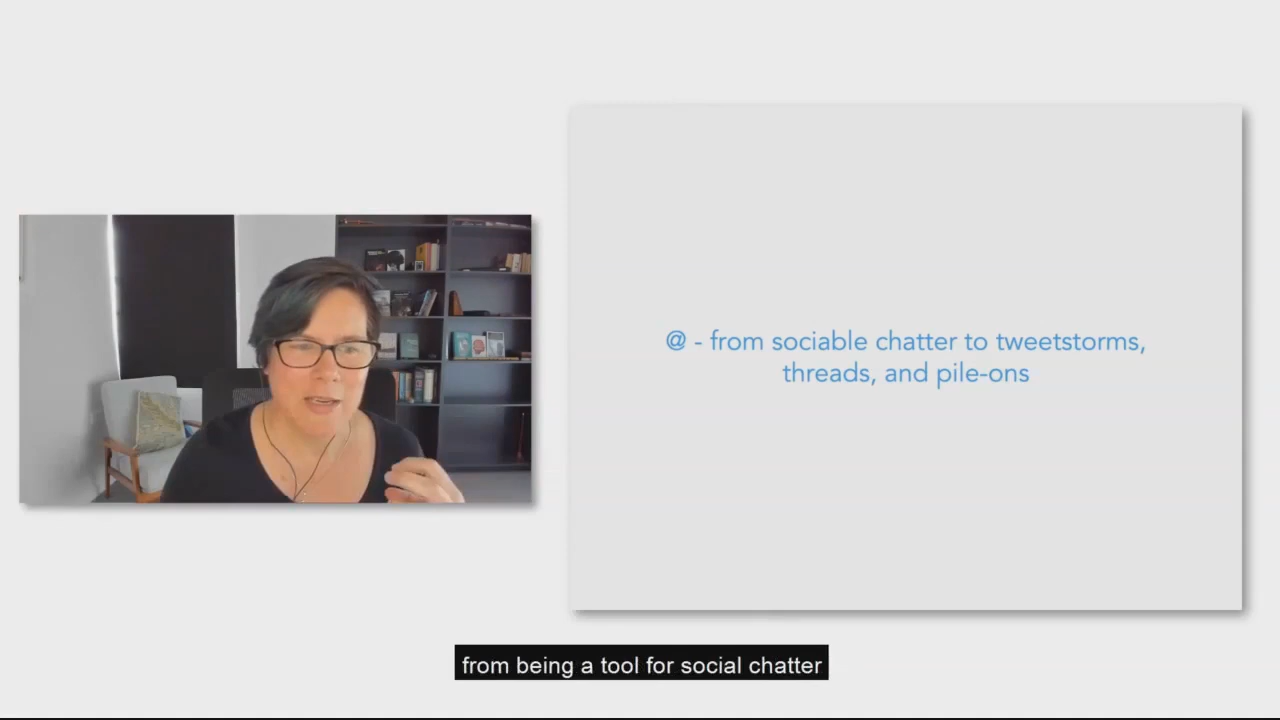 @ - from sociable chatter to tweetstorms,
threads, and pile-ons
from being a tool for social chatter